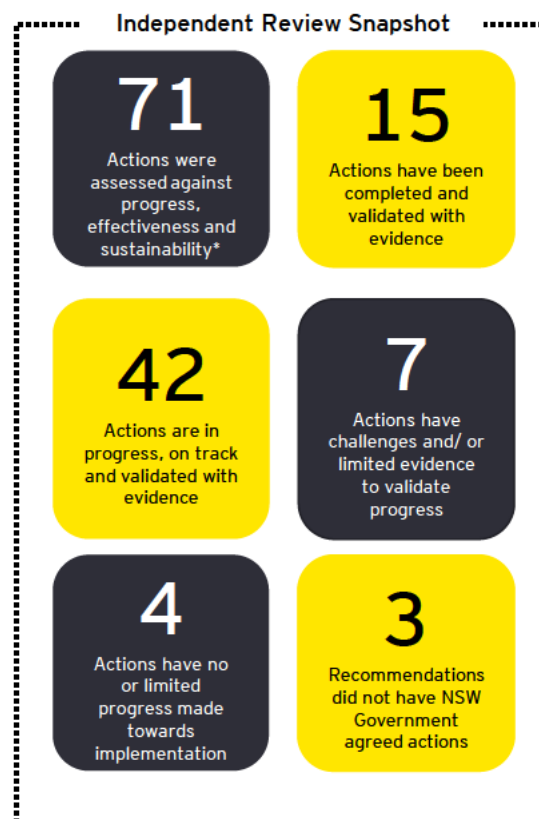 Independent Review Snapshot
71
Actions were
assessed against
progress,
effectiveness and
sustainability*
15
Actions have been
completed and
validated with
evidence
42
Actions are in
progress, on track
and validated with
evidence
7
Actions have
challenges and/ or
limited evidence
to validate
progress
4
Actions have no
or limited
progress made
towards
implementation
3
Recommendations
did not have NSW
Government
agreed actions